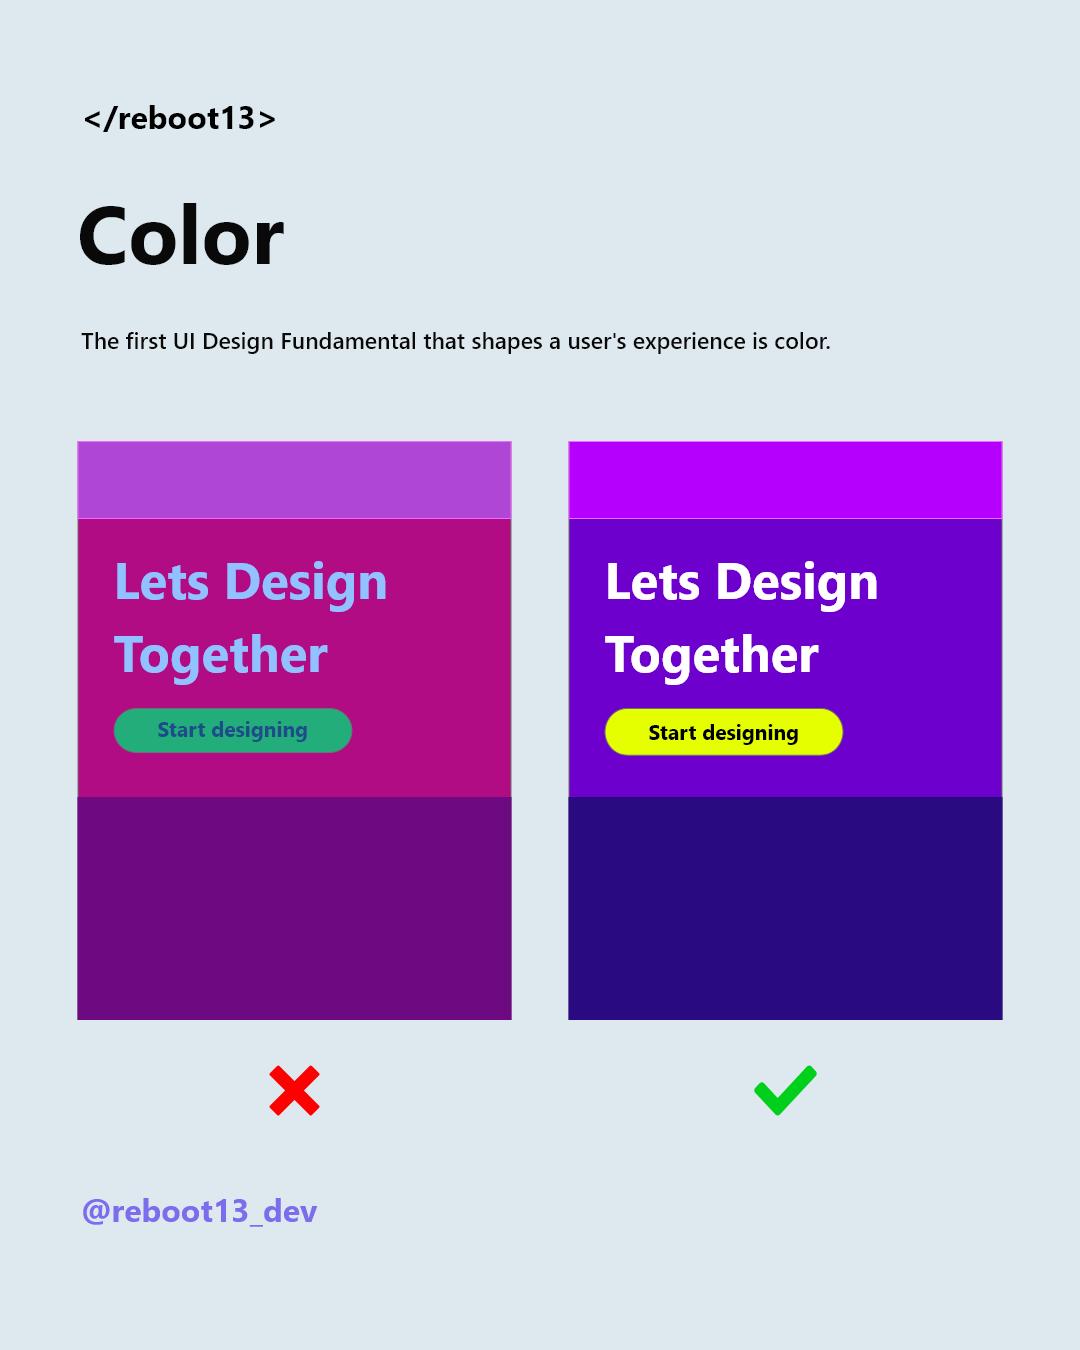 </reboot13>
Color
The first UI Design Fundamental that shapes a user's experience is color.
Lets Design
Together
Start designing
Lets Design
Together
Start designing
@reboot13_dev